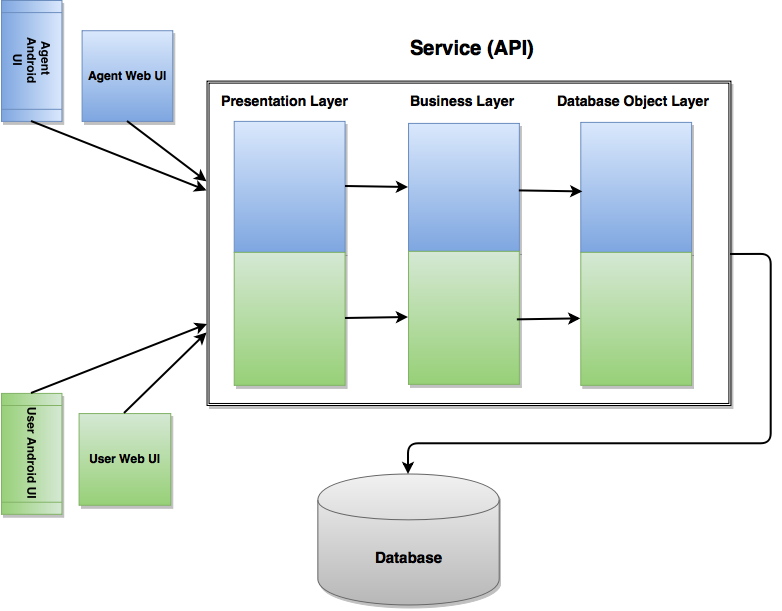 Agent
Android
UI
Agent Web UI
Service (API)
Presentation Layer
Business Layer
Database Object Layer
User Android UI
User Web UI
Database